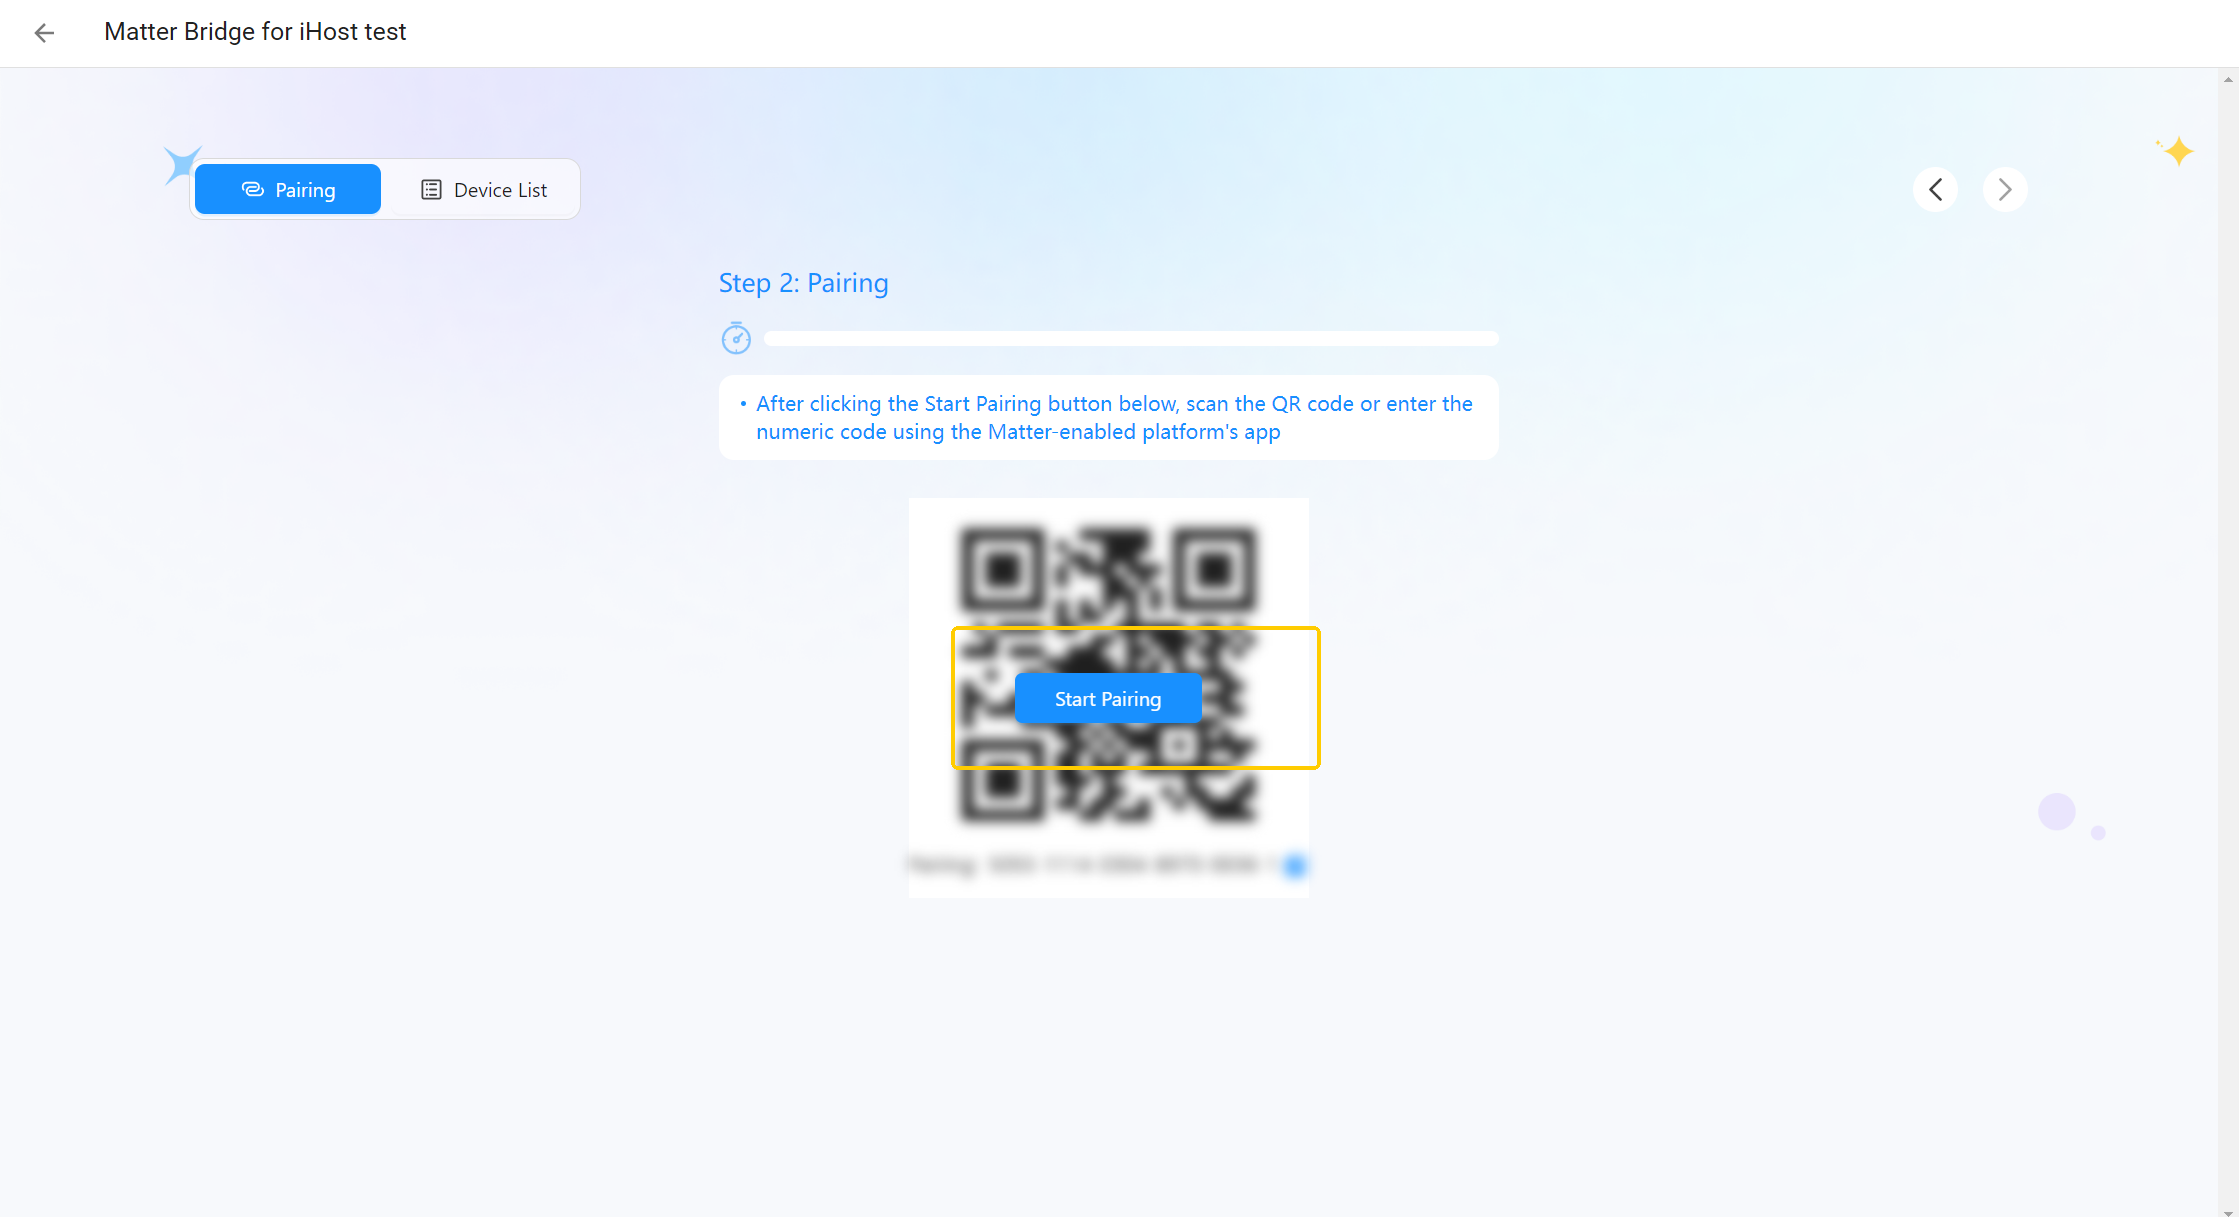 Matter Bridge for iHost test
Pairing
Device List
Step 2: Pairing
• After clicking the Start Pairing button below, scan the QR code or enter the
numeric code using the Matter-enabled platform's app
Start Pairing